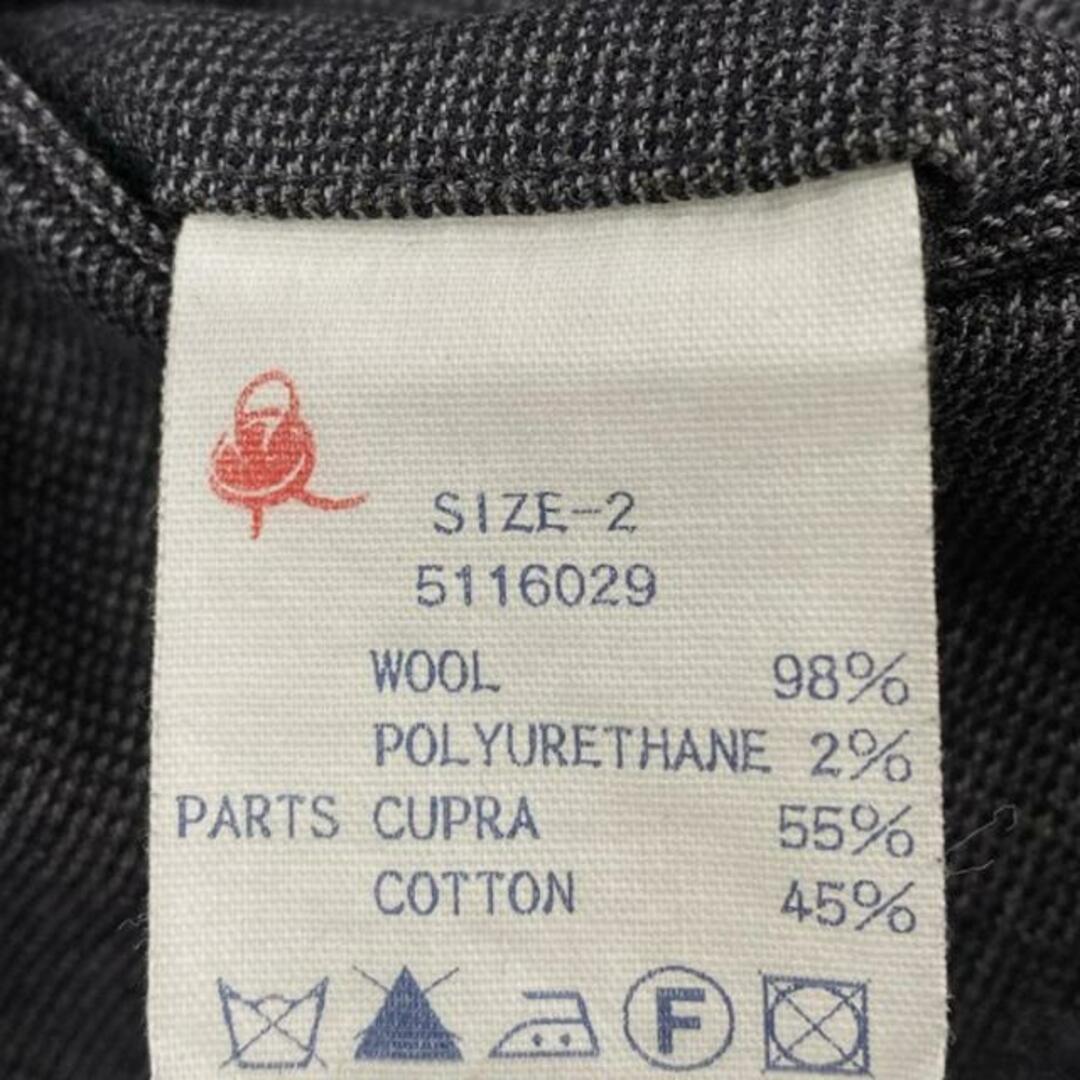 SIZE-2
5116029
WOOL 98%
POLYURETHANE 2%
PARTS CUPRA 55%
COTTON 45%
F